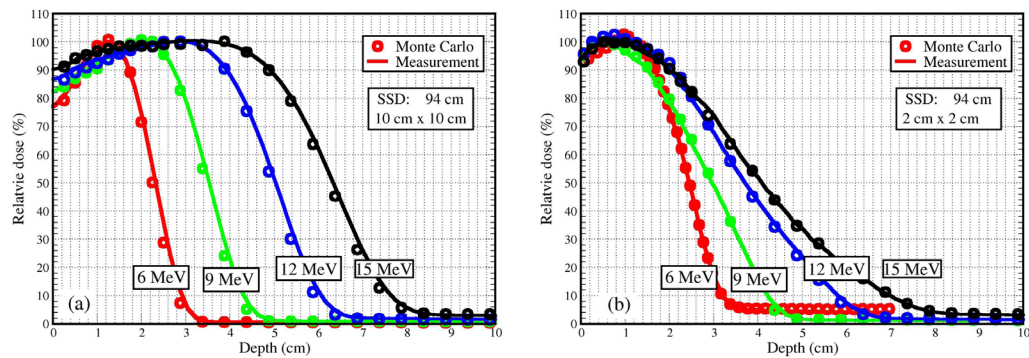 110
100
90
80
70
60
50
40
30
20
10
0
Relatvie dose (%)
Monte Carlo
Measurement
SSD: 94 cm
10 cm x 10 cm
6 MeV
9 MeV
12 MeV
15 MeV
(a)
0 1 2 3 4 5 6 7 8 9 10
Depth (cm)
110
100
90
80
70
60
50
40
30
20
10
0
Relatvie dose (%)
Monte Carlo
Measurement
SSD: 94 cm
2 cm x 2 cm
6 MeV
9 MeV
12 MeV
15 MeV
(b)
0 1 2 3 4 5 6 7 8 9 10
Depth (cm)